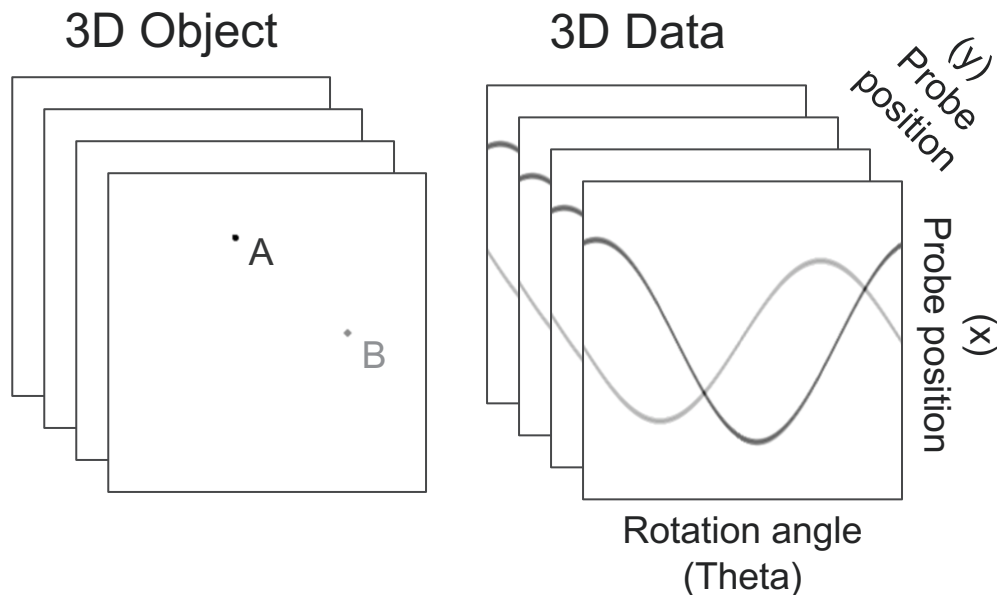 3D Object
3D Data
(y)
Probe
position
A
B
(x)
Probe position
Rotation angle
(Theta)